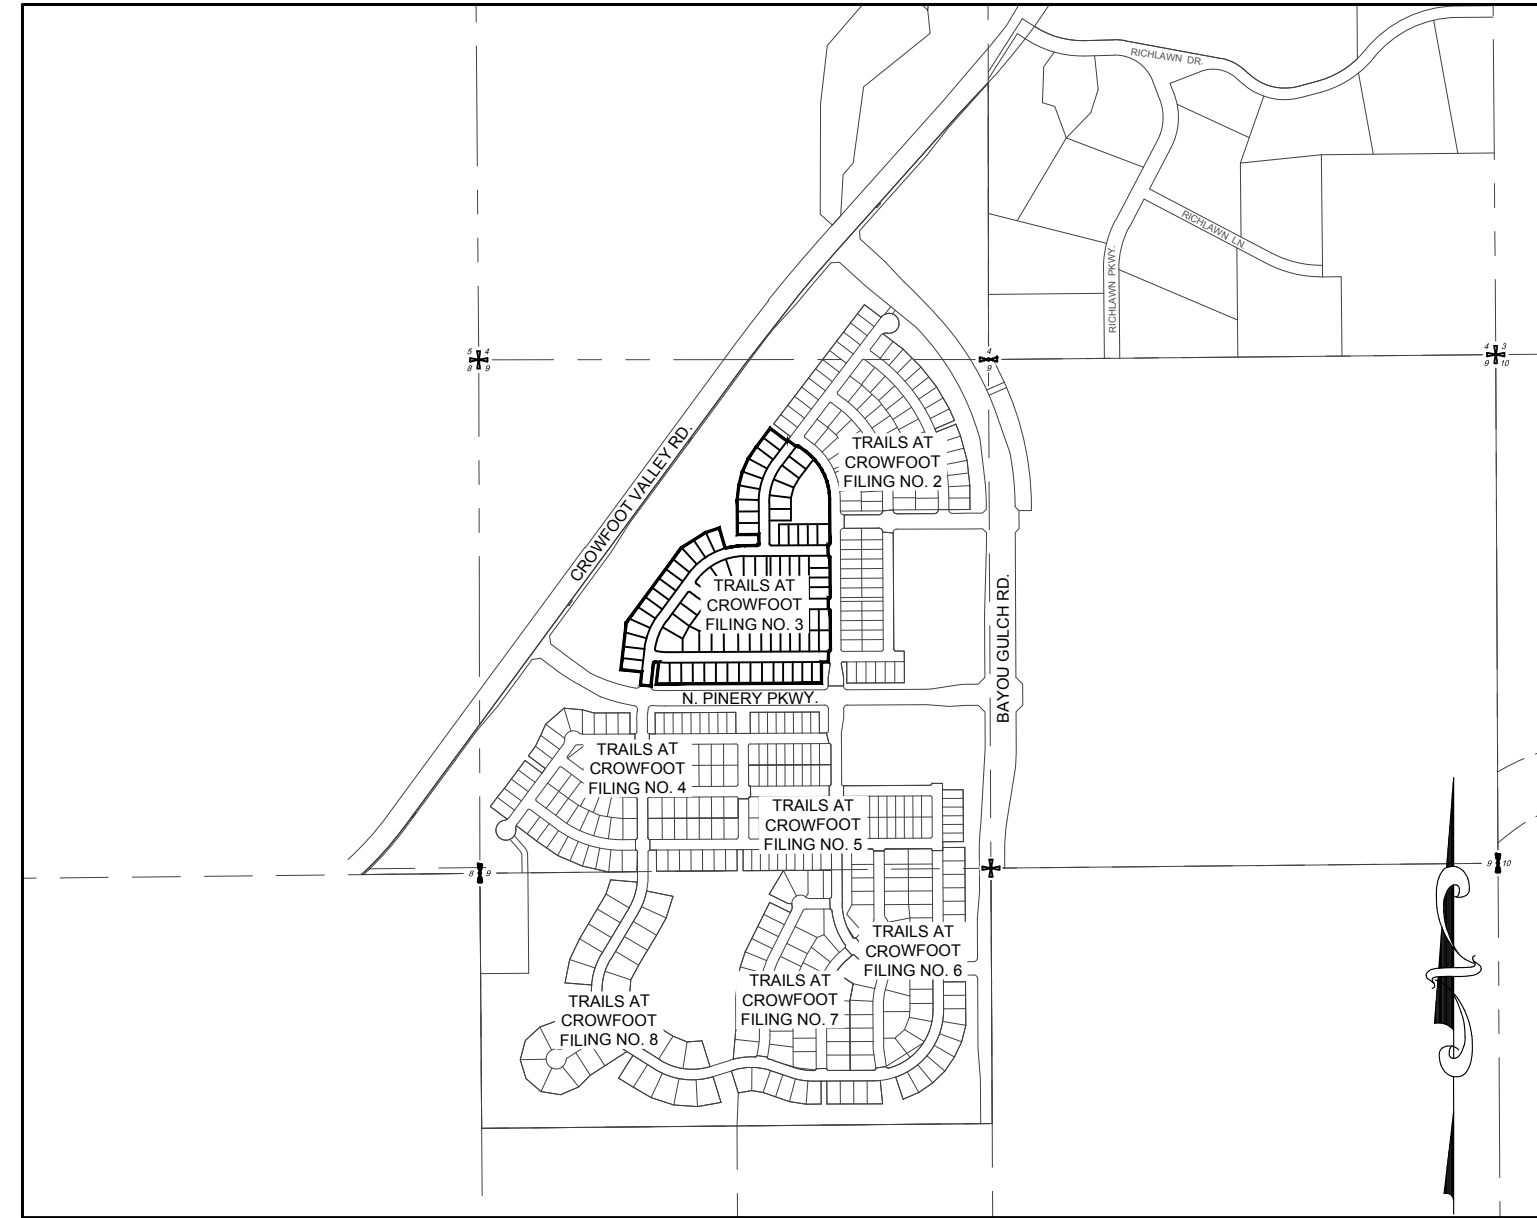 RICHLAWN DR.
RICHLAWN LN.
RICHLAWN PKWY.
5 4
8 9
4
9
4 3
9 10
CROWFOOT VALLEY RD.
TRAILS AT
CROWFOOT
FILING NO. 2
TRAILS AT
CROWFOOT
FILING NO. 3
BAYOU GULCH RD.
N. PINERY PKWY.
TRAILS AT
CROWFOOT
FILING NO. 4
TRAILS AT
CROWFOOT
FILING NO. 5
8 9
9 10
TRAILS AT
CROWFOOT
FILING NO. 6
TRAILS AT
CROWFOOT
FILING NO. 7
TRAILS AT
CROWFOOT
FILING NO. 8